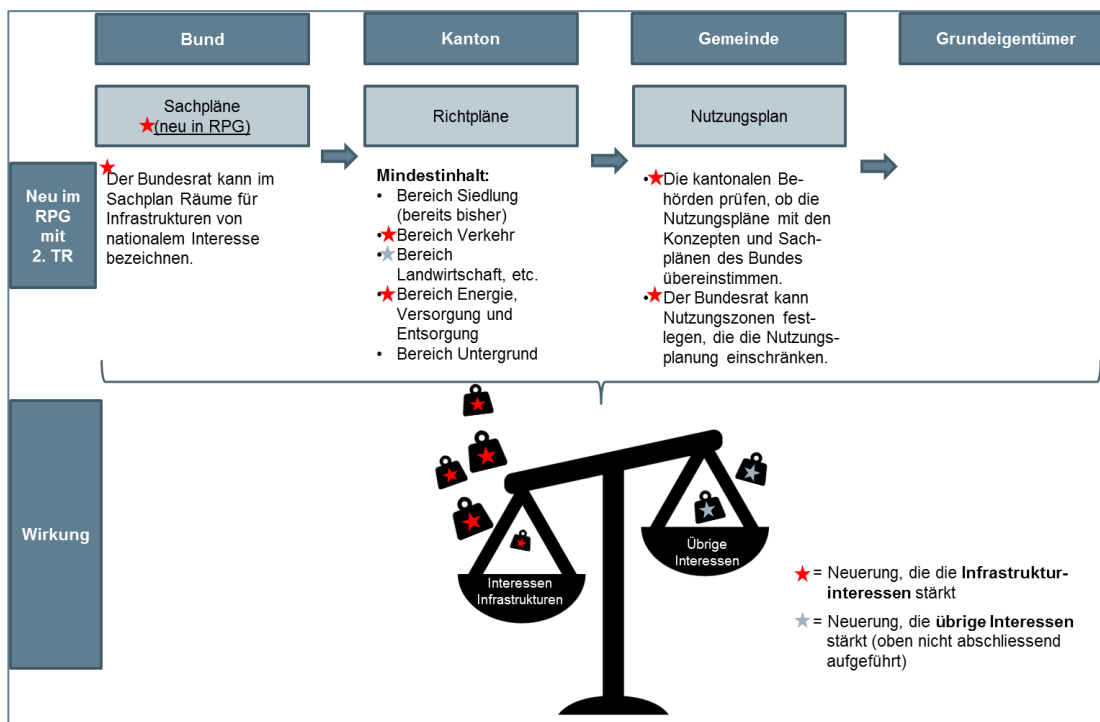 Bund
Kanton
Gemeinde
Grundeigentümer
Sachpläne
(neu in RPG)
Richtpläne
Nutzungsplan
Neu im
RPG
mit
2. TR
Der Bundesrat kann im
Sachplan Räume für
Infrastrukturen von
nationalem Interesse
bezeichnen.
Mindestinhalt:
• Bereich Siedlung
(bereits bisher)
• Bereich Verkehr
• Bereich
Landwirtschaft, etc.
• Bereich Energie,
Versorgung und
Entsorgung
• Bereich Untergrund
• Die kantonalen Be-
hörden prüfen, ob die
Nutzungspläne mit den
Konzepten und Sach-
plänen des Bundes
übereinstimmen.
• Der Bundesrat kann
Nutzungszonen fest-
legen, die die Nutzungs-
planung einschränken.
Wirkung
Interessen
Infrastrukturen
Übrige
Interessen
= Neuerung, die die Infrastruktur-
interessen stärkt
= Neuerung, die übrige Interessen
stärkt (oben nicht abschliessend
aufgeführt)